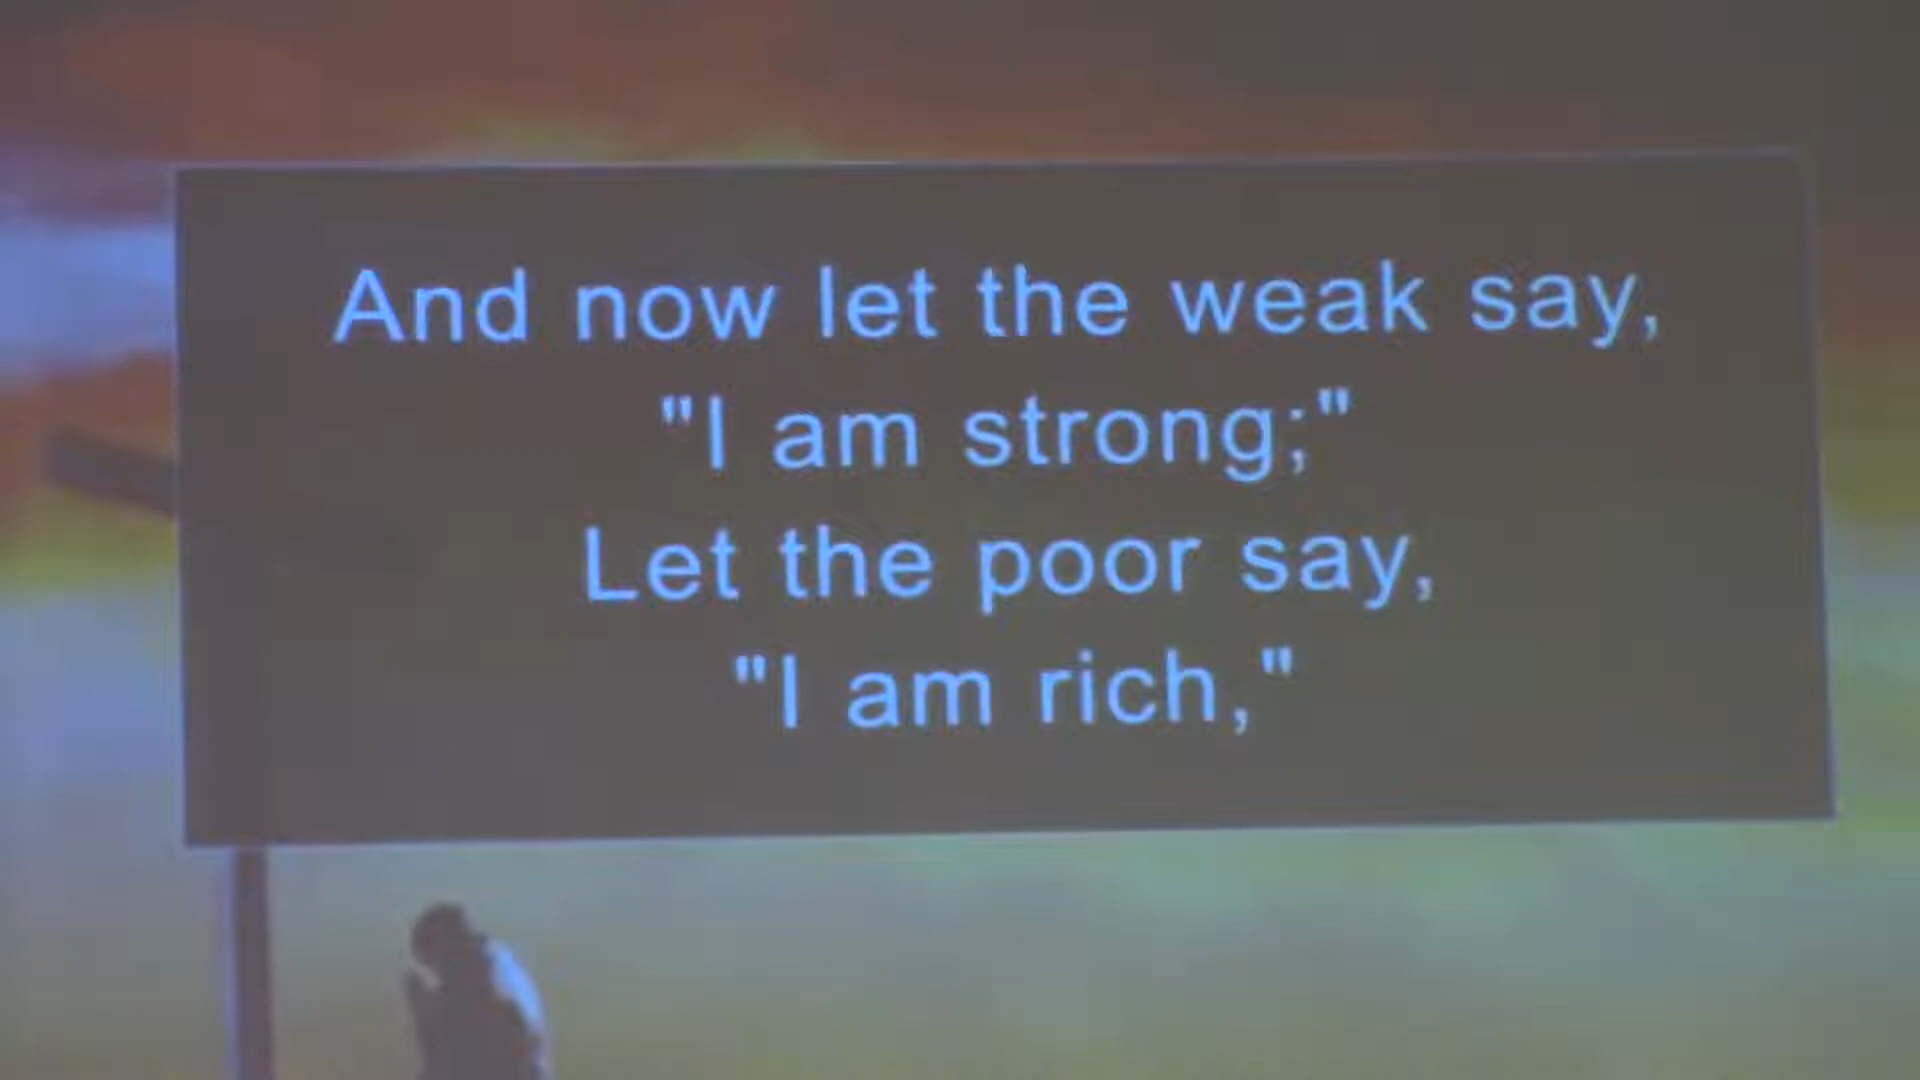 And now let the weak say,
"I am strong;"
Let the poor say,
"I am rich,"